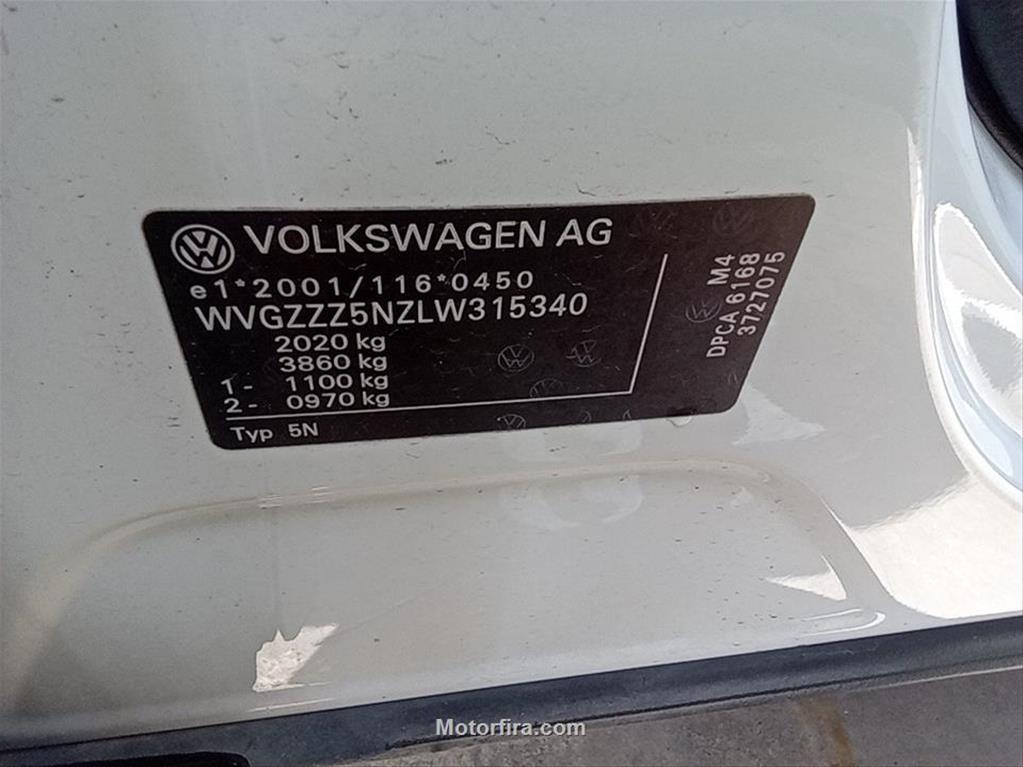 VOLKSWAGEN AG
e1*2001/116*0450
WVGZZZ5NZLW315340
2020 kg
3860 kg
1- 1100 kg
2- 0970 kg
Typ 5N
M4
DPCA 6168
3727075
Motorfira.com